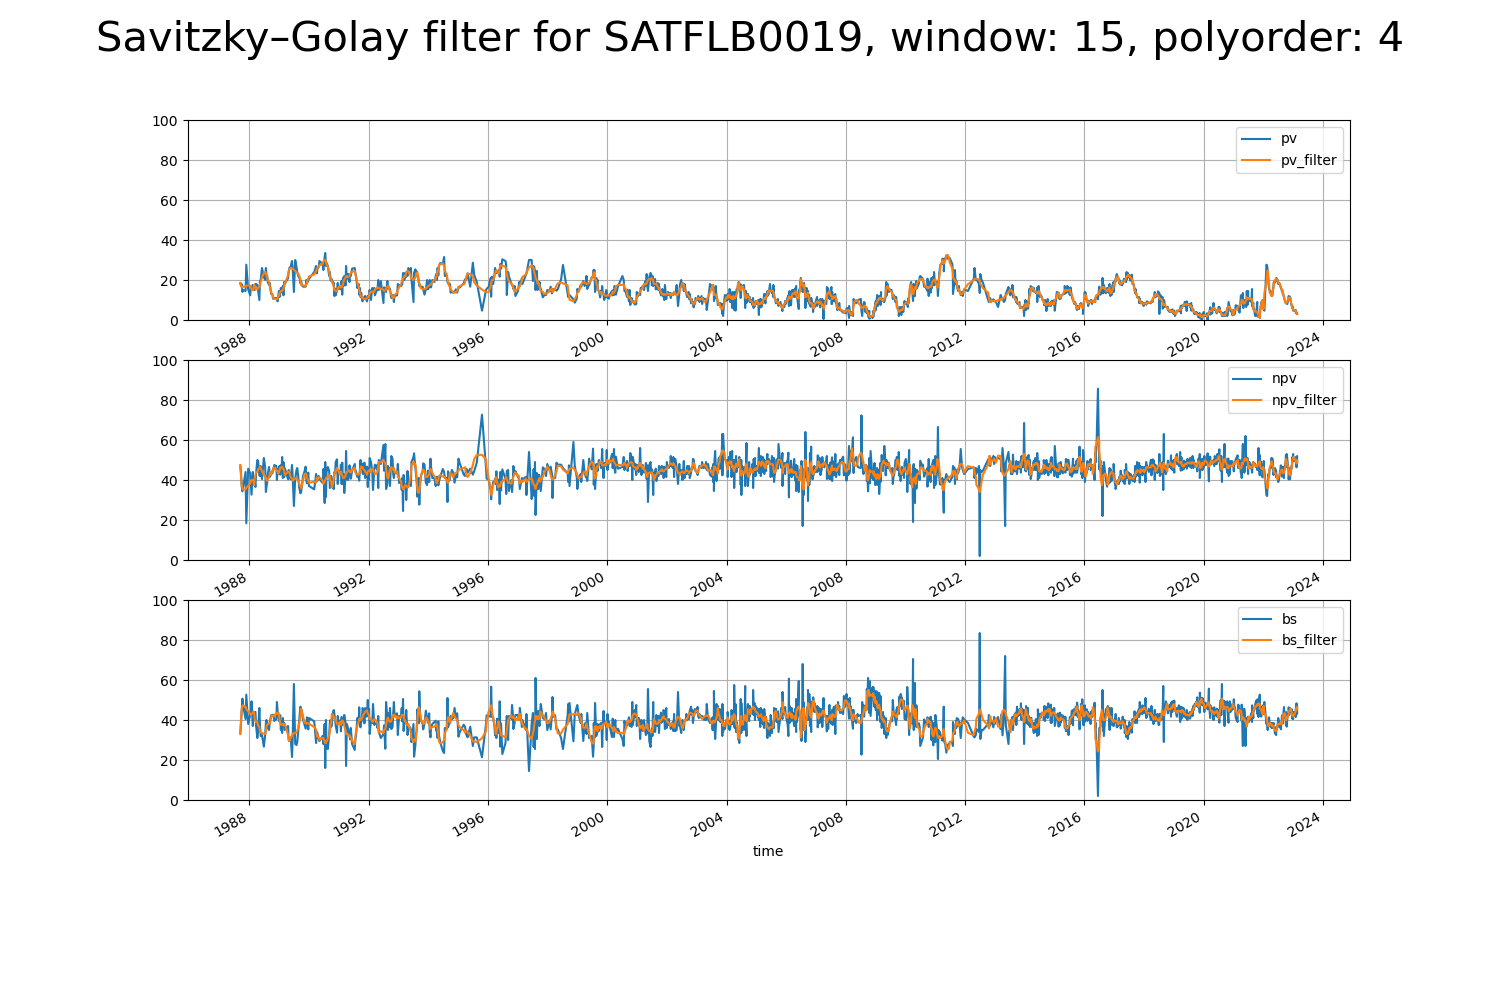 Savitzky–Golay filter for SATFLB0019, window: 15, polyorder: 4
100
80
60
40
20
0
pv
pv_filter
1988 1992 1996 2000 2004 2008 2012 2016 2020 2024
100
80
60
40
20
0
npv
npv_filter
1988 1992 1996 2000 2004 2008 2012 2016 2020 2024
100
80
60
40
20
0
bs
bs_filter
1988 1992 1996 2000 2004 2008 2012 2016 2020 2024
time